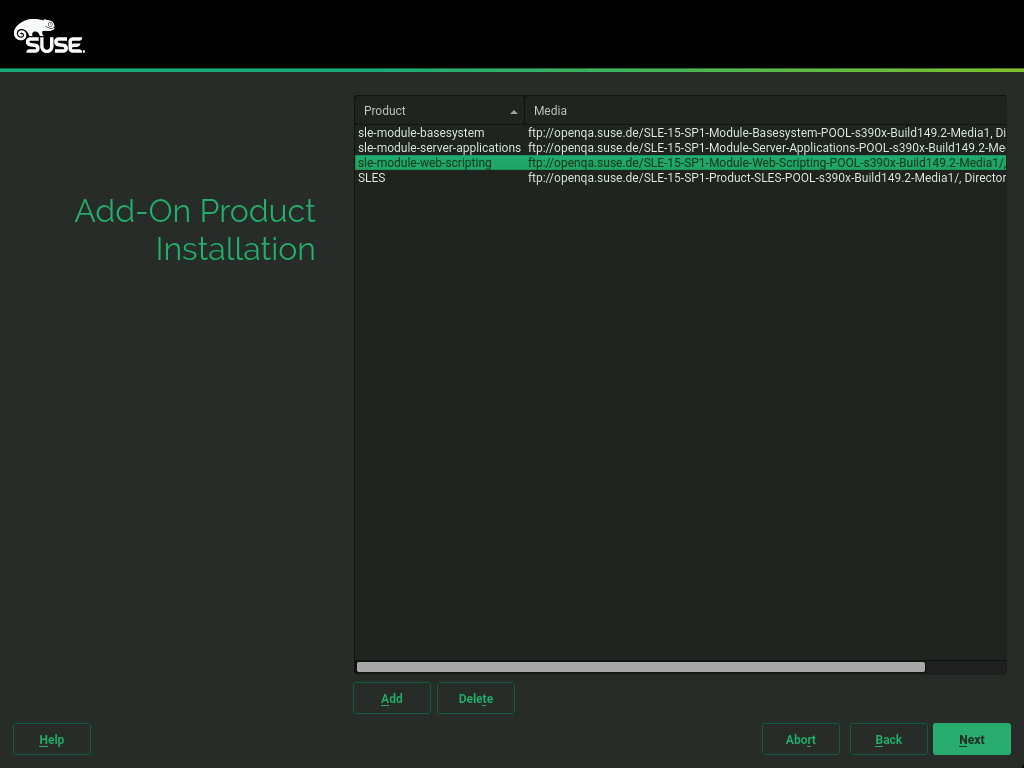 SUSE.
Product Media
sle-module-basesystem ftp://openqa.suse.de/SLE-15-SP1-Module-Basesystem-POOL-s390x-Build149.2-Media1, Di
sle-module-server-applications ftp://openqa.suse.de/SLE-15-SP1-Module-Server-Applications-POOL-s390x-Build149.2-Me
sle-module-web-scripting ftp://openqa.suse.de/SLE-15-SP1-Module-Web-Scripting-POOL-s390x-Build149.2-Media1/,
SLES ftp://openqa.suse.de/SLE-15-SP1-Product-SLES-POOL-s390x-Build149.2-Media1/, Director
Add-On Product
Installation
Add Delete
Help Abort Back Next